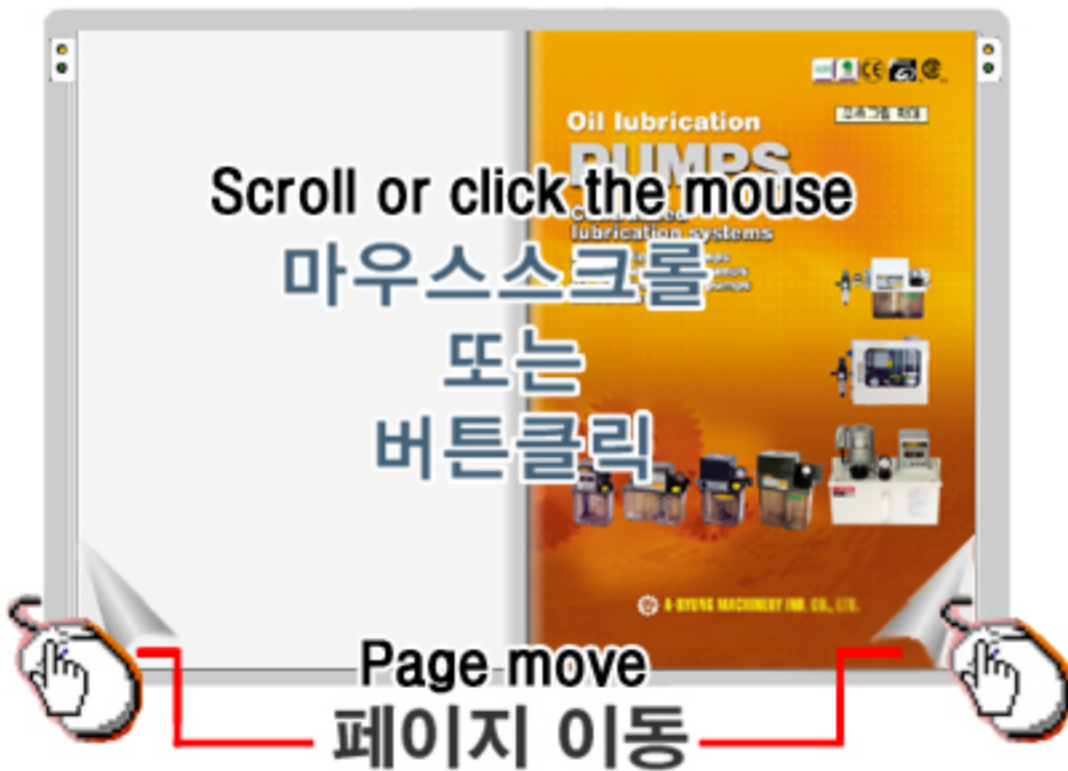 Oil lubrication
PUMPS
Scroll or click the mouse
lubrication systems
마우스스크롤
또는
버튼클릭
A-RYUNG MACHINERY IND. CO., LTD.
Page move
페이지 이동